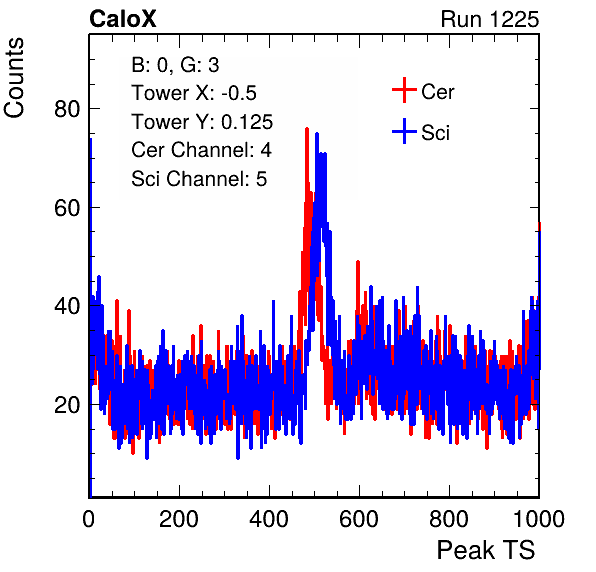 CaloX Run 1225
Counts
B: 0, G: 3
Tower X: -0.5
Tower Y: 0.125
Cer Channel: 4
Sci Channel: 5
Cer
Sci
80
60
40
20
0 200 400 600 800 1000
Peak TS